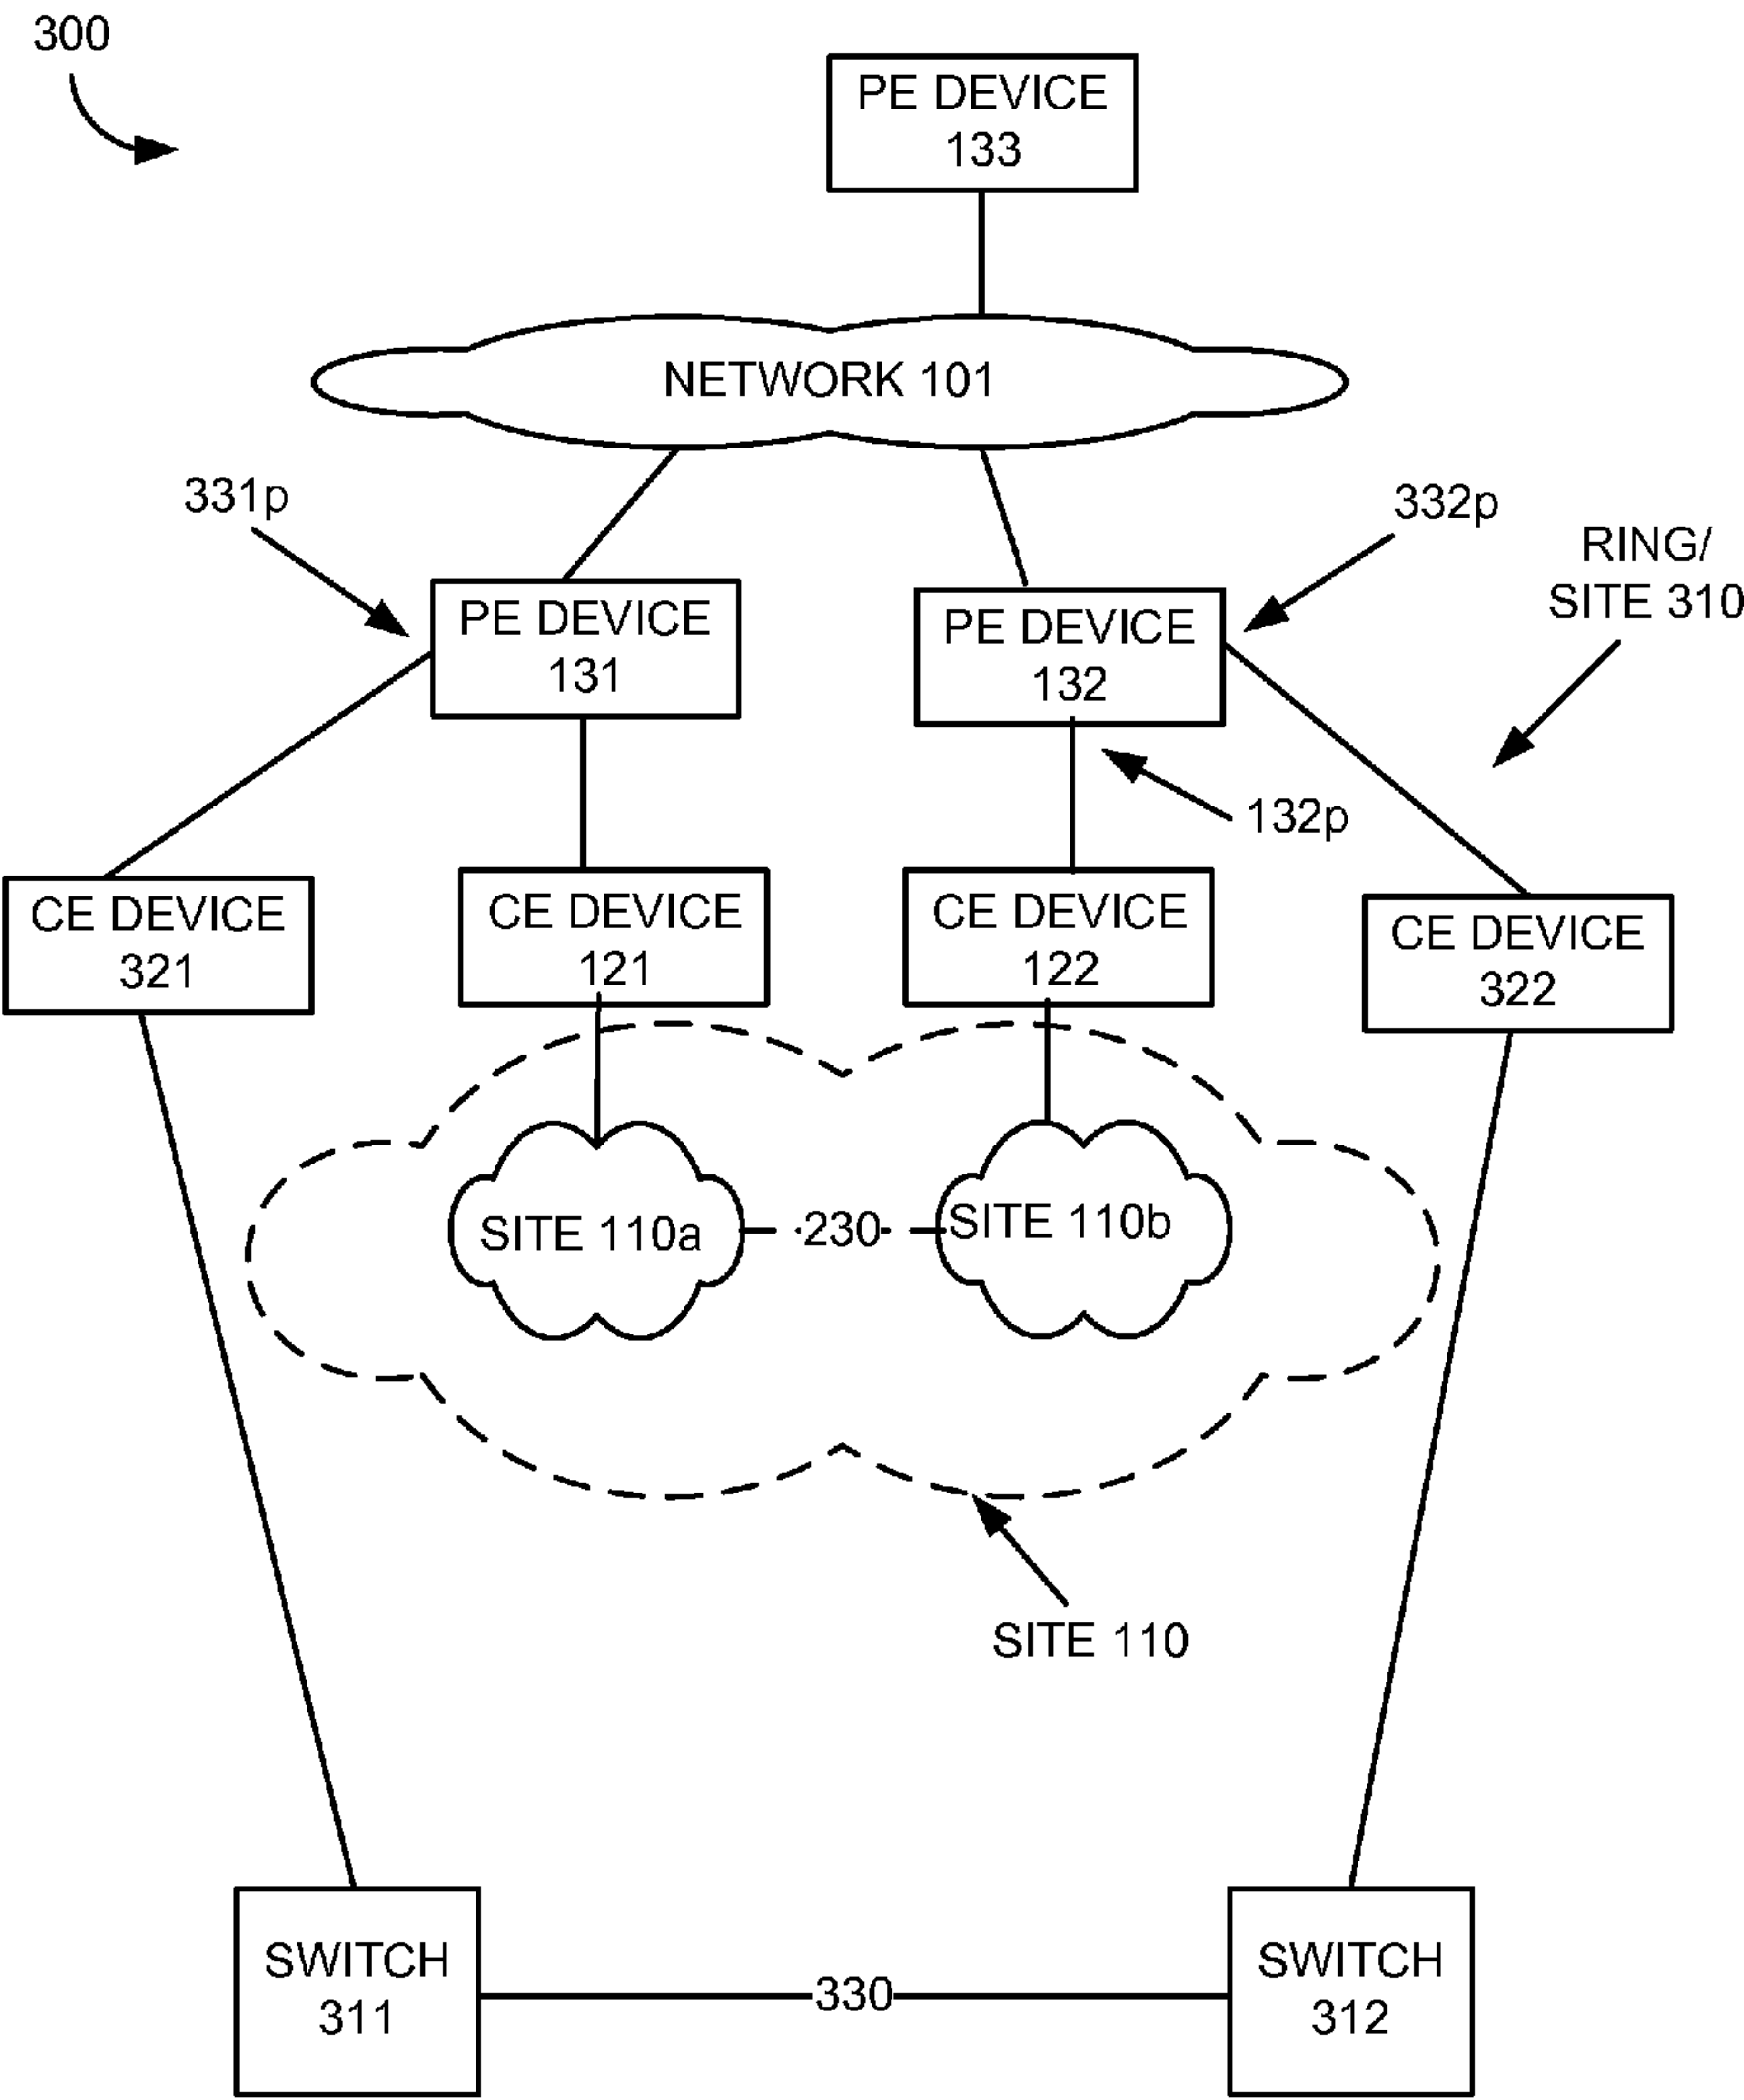 300
PE DEVICE
133
NETWORK 101
331p
332p
RING/
SITE 310
PE DEVICE
131
PE DEVICE
132
132p
CE DEVICE
321
CE DEVICE
121
CE DEVICE
122
CE DEVICE
322
SITE 110a
230
SITE 110b
SITE 110
SWITCH
311
330
SWITCH
312